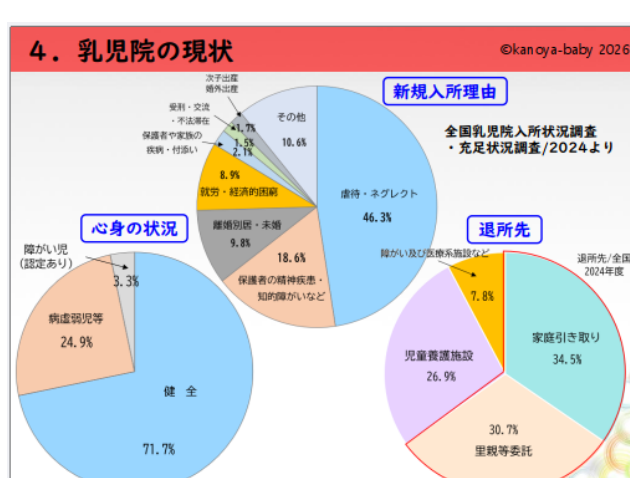 4．乳児院の現状
©kanoya-baby 2026
新規入所理由
全国乳児院入所状況調査
・充足状況調査/2024より
次子出産
婚外出産
受刑・交流
・不法滞在
保護者や家族の
疾病・付添い
その他
10.6%
1.7%
1.5%
2.1%
8.9%
就労・経済的困窮
離婚別居・未婚
9.8%
18.6%
保護者の精神疾患・
知的障がいなど
虐待・ネグレクト
46.3%
心身の状況
障がい児
(認定あり)
3.3%
病虚弱児等
24.9%
健　全
71.7%
退所先
退所先/全国
2024年度
障がい及び医療系施設など
7.8%
家庭引き取り
34.5%
児童養護施設
26.9%
30.7%
里親等委託